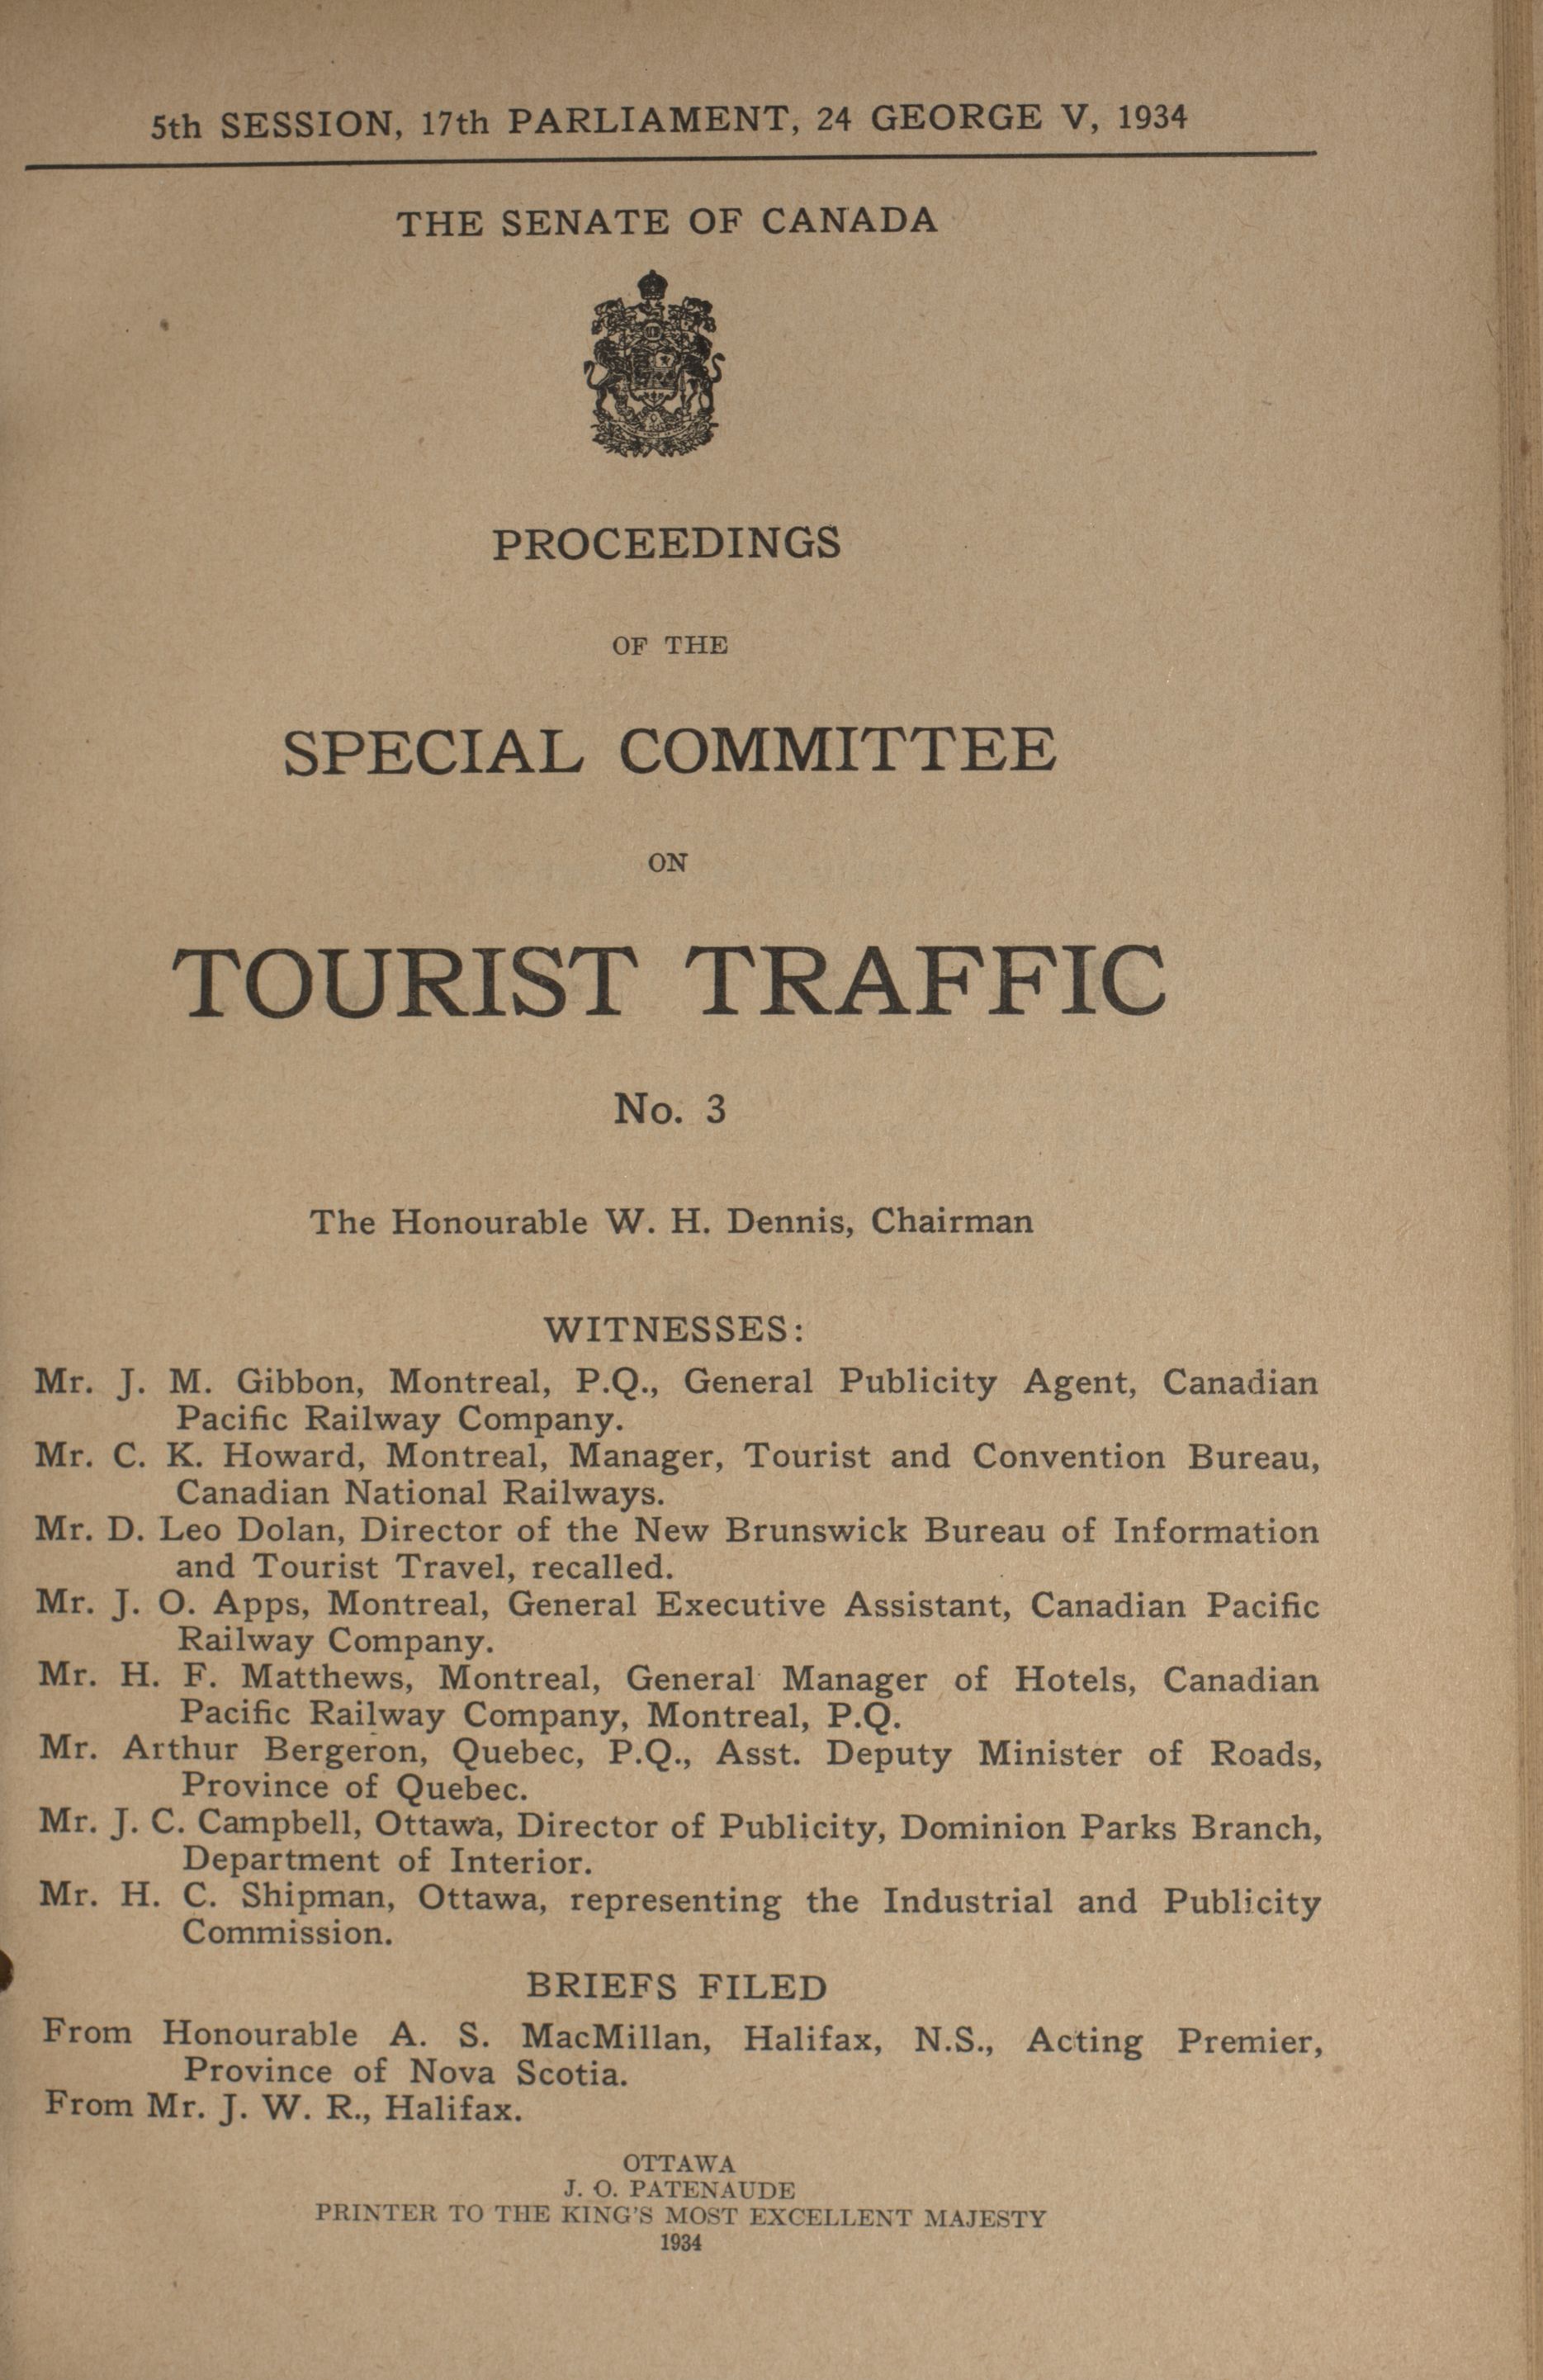 5th SESSION, 17th PARLIAMENT, 24 GEORGE V, 1934
THE SENATE OF CANADA
PROCEEDINGS
OF THE
SPECIAL COMMITTEE
ON
TOURIST TRAFFIC
No. 3
The Honourable W. H. Dennis, Chairman
WITNESSES:
Mr. J. M. Gibbon, Montreal, P.Q., General Publicity Agent, Canadian
Pacific Railway Company.
Mr. C. K. Howard, Montreal, Manager, Tourist and Convention Bureau,
Canadian National Railways.
Mr. D. Leo Dolan, Director of the New Brunswick Bureau of Information
and Tourist Travel, recalled.
Mr. J. O. Apps, Montreal, General Executive Assistant, Canadian Pacific
Railway Company.
Mr. H. F. Matthews, Montreal, General Manager of Hotels, Canadian
Pacific Railway Company, Montreal, P.Q.
Mr. Arthur Bergeron, Quebec, P.Q., Asst. Deputy Minister of Roads,
Province of Quebec.
Mr. J. C. Campbell, Ottawa, Director of Publicity, Dominion Parks Branch,
Department of Interior.
Mr. H. C. Shipman, Ottawa, representing the Industrial and Publicity
Commission.
BRIEFS FILED
From Honourable A. S. MacMillan, Halifax, N.S., Acting Premier,
Province of Nova Scotia.
From Mr. J. W. R., Halifax.
OTTAWA
J. O. PATENAUDE
PRINTER TO THE KING'S MOST EXCELLENT MAJESTY
1934